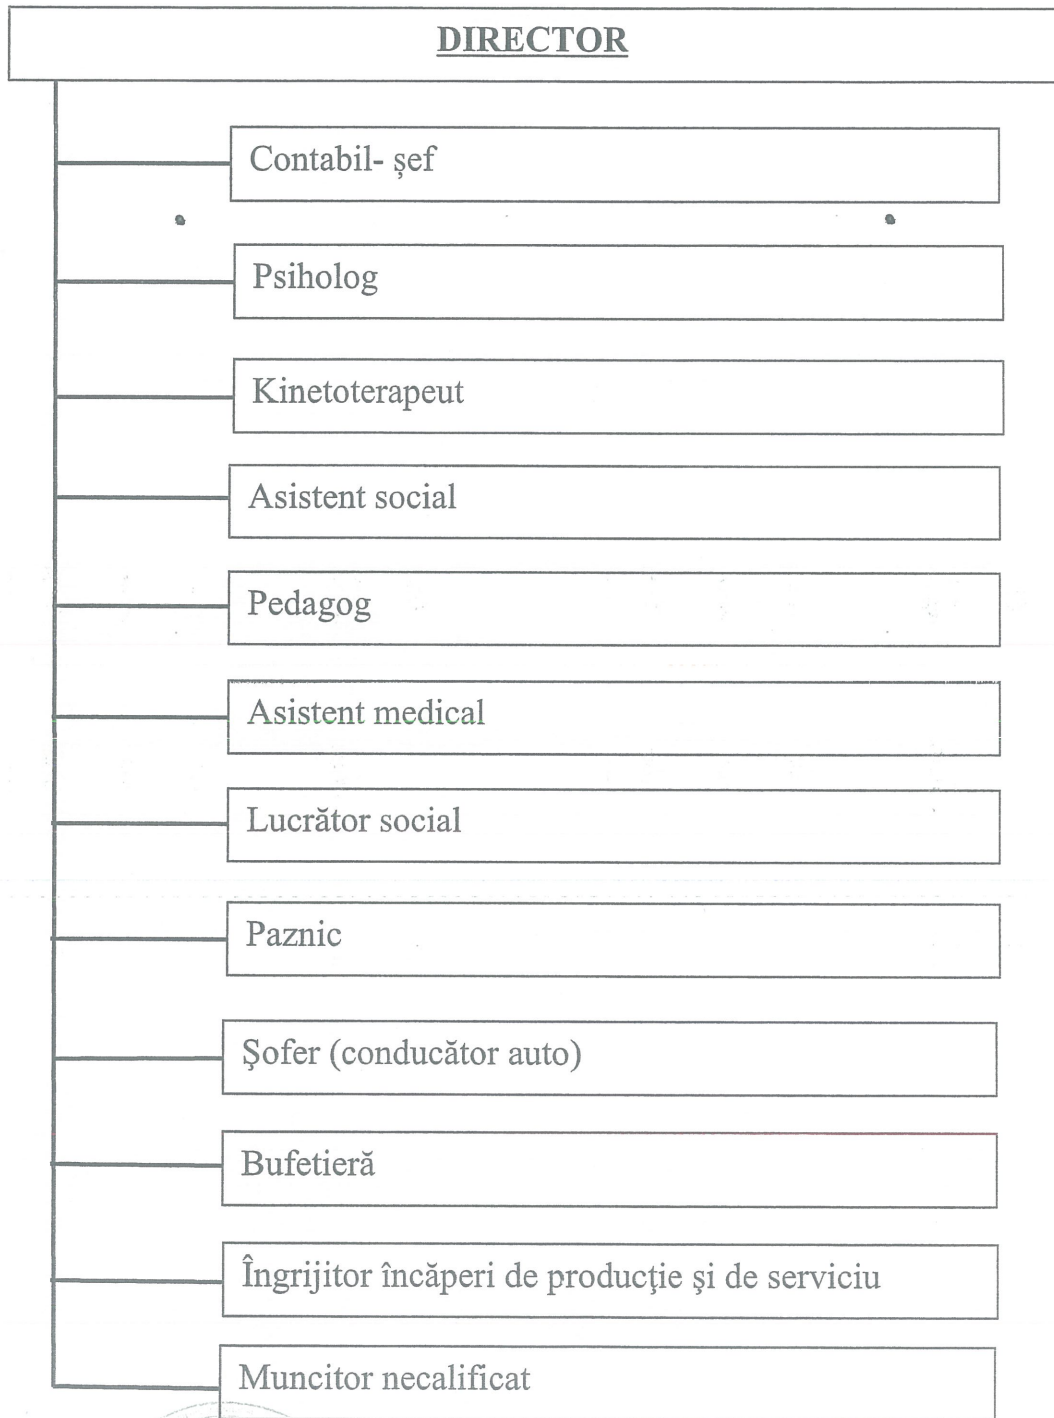 DIRECTOR
Contabil- șef
Psiholog
Kinetoterapeut
Asistent social
Pedagog
Asistent medical
Lucrător social
Paznic
Şofer (conducător auto)
Bufetieră
Îngrijitor încăperi de producţie şi de serviciu
Muncitor necalificat